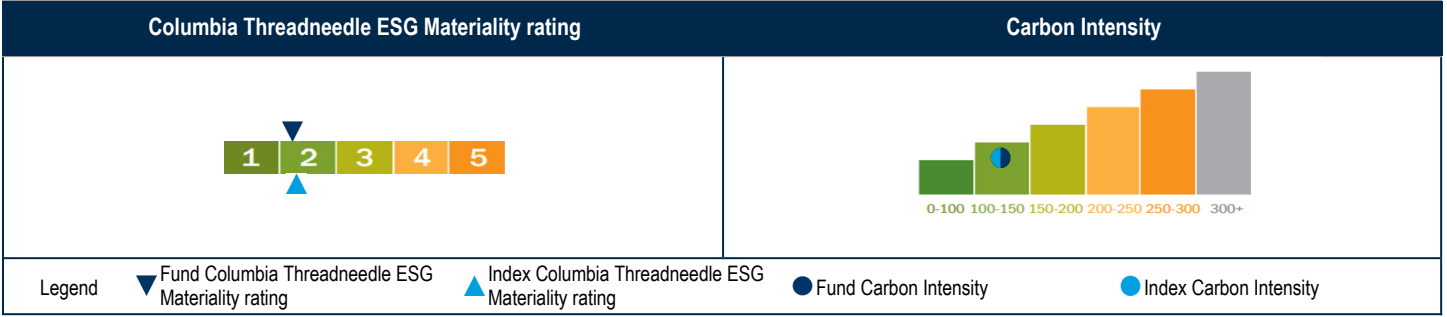 Columbia Threadneedle ESG Materiality rating
Carbon Intensity
1 2 3 4 5
0-100 100-150 150-200 200-250 250-300 300+
Legend
Fund Columbia Threadneedle ESG
Materiality rating
Index Columbia Threadneedle ESG
Materiality rating
Fund Carbon Intensity
Index Carbon Intensity